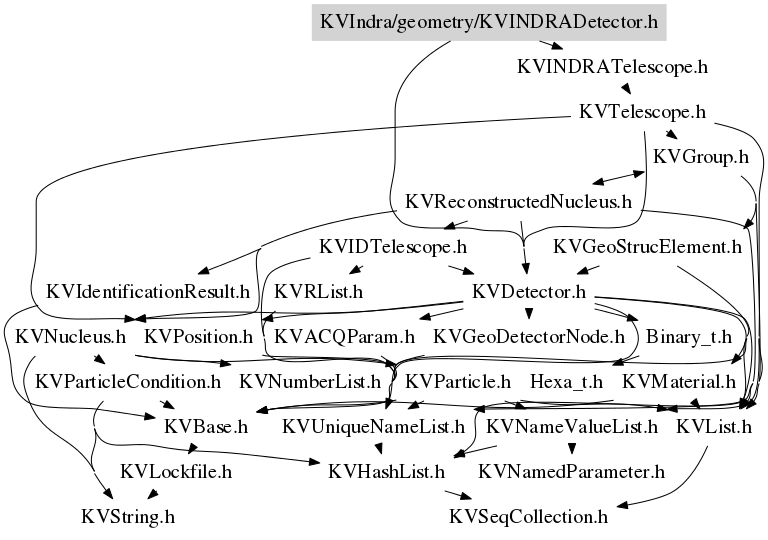 KVIndra/geometry/KVINDRADetector.h
KVINDRATelescope.h
KVTelescope.h
KVGroup.h
KVReconstructedNucleus.h
KVIDTelescope.h
KVGeoStrucElement.h
KVIdentificationResult.h
KVRList.h
KVDetector.h
KVNucleus.h
KVPosition.h
KVACQParam.h
KVGeoDetectorNode.h
Binary_t.h
KVParticleCondition.h
KVNumberList.h
KVParticle.h
Hexa_t.h
KVMaterial.h
KVBase.h
KVUniqueNameList.h
KVNameValueList.h
KVList.h
KVLockfile.h
KVHashList.h
KVNamedParameter.h
KVString.h
KVSeqCollection.h